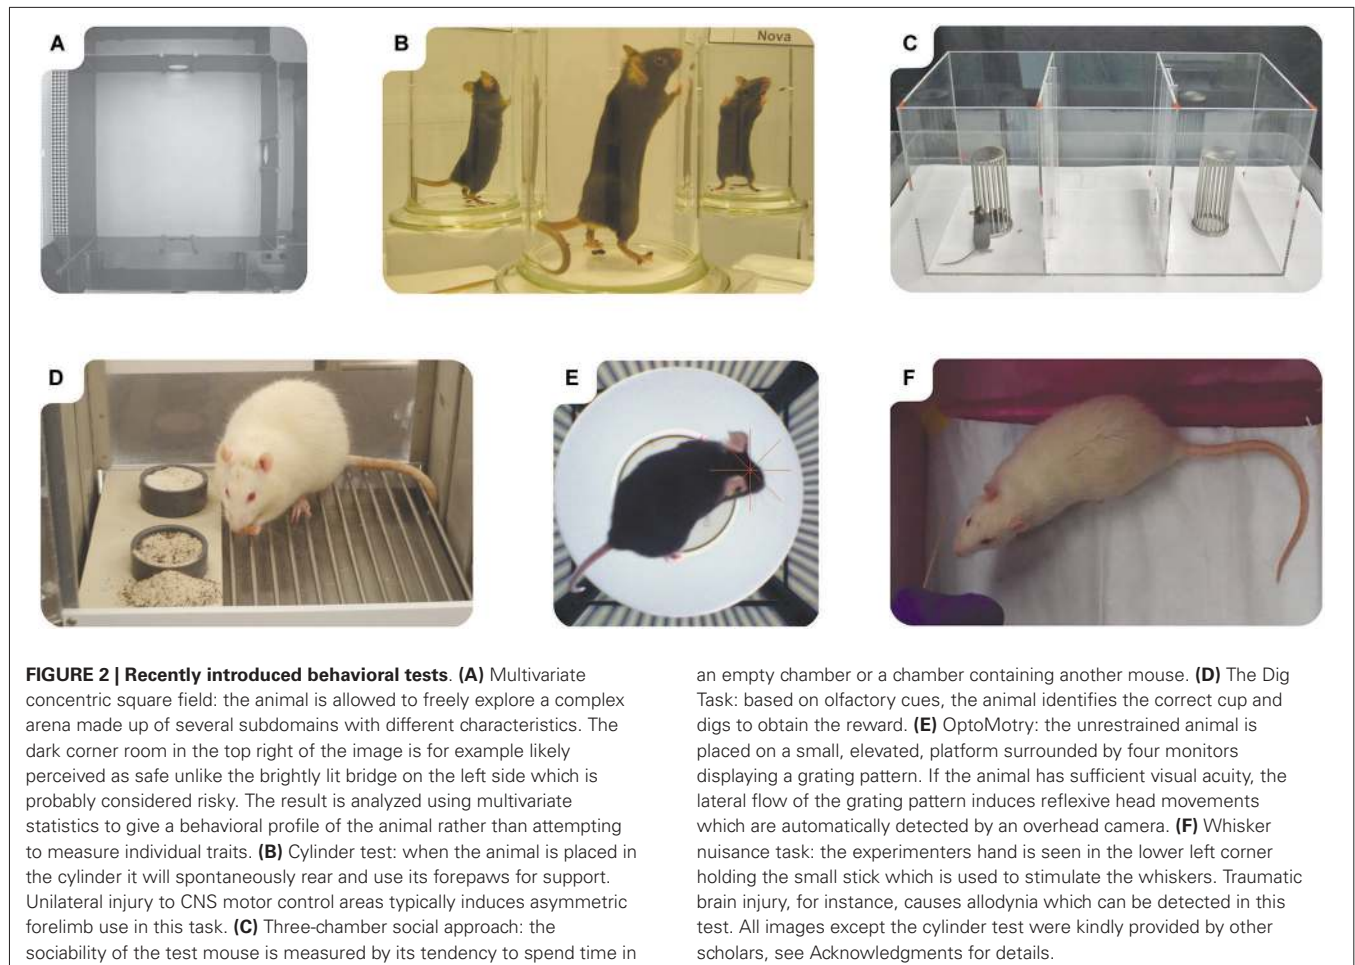 A
B
Nova
C
D
E
F
FIGURE 2 | Recently introduced behavioral tests. (A) Multivariate
concentric square field: the animal is allowed to freely explore a complex
arena made up of several subdomains with different characteristics. The
dark corner room in the top right of the image is for example likely
perceived as safe unlike the brightly lit bridge on the left side which is
probably considered risky. The result is analyzed using multivariate
statistics to give a behavioral profile of the animal rather than attempting
to measure individual traits. (B) Cylinder test: when the animal is placed in
the cylinder it will spontaneously rear and use its forepaws for support.
Unilateral injury to CNS motor control areas typically induces asymmetric
forelimb use in this task. (C) Three-chamber social approach: the
sociability of the test mouse is measured by its tendency to spend time in
an empty chamber or a chamber containing another mouse. (D) The Dig
Task: based on olfactory cues, the animal identifies the correct cup and
digs to obtain the reward. (E) OptoMotry: the unrestrained animal is
placed on a small, elevated, platform surrounded by four monitors
displaying a grating pattern. If the animal has sufficient visual acuity, the
lateral flow of the grating pattern induces reflexive head movements
which are automatically detected by an overhead camera. (F) Whisker
nuisance task: the experimenters hand is seen in the lower left corner
holding the small stick which is used to stimulate the whiskers. Traumatic
brain injury, for instance, causes allodynia which can be detected in this
test. All images except the cylinder test were kindly provided by other
scholars, see Acknowledgments for details.